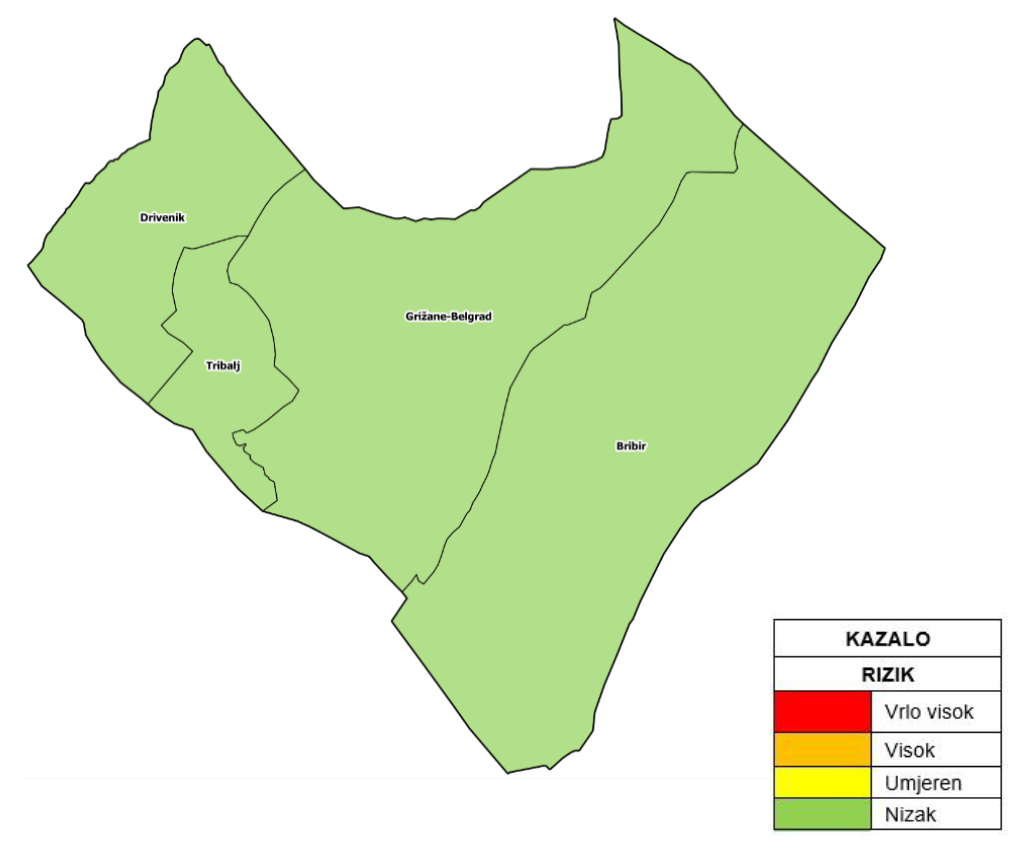 Drivenik
Grižane-Belgrad
Tribalj
Bribir
KAZALO
RIZIK
Vrlo visok
Visok
Umjeren
Nizak